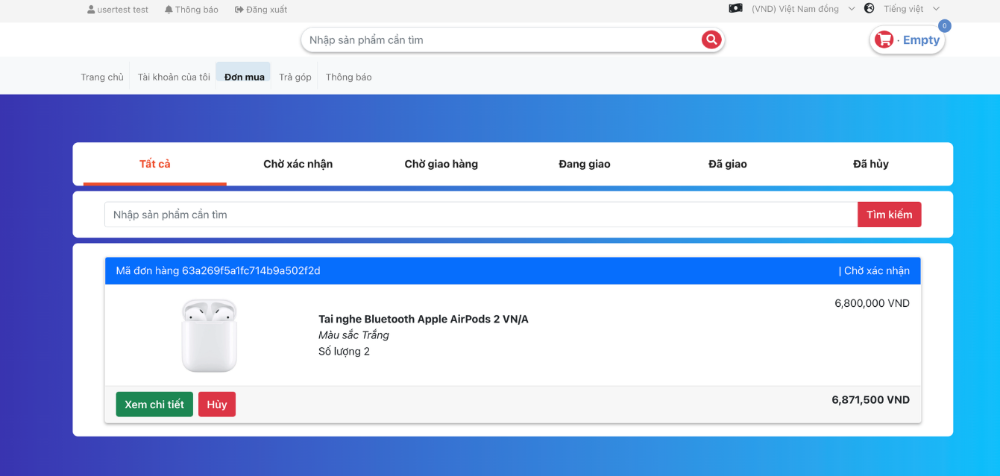 usertest test Thông báo Đăng xuất (VND) Việt Nam đồng Tiếng việt
0
Nhập sản phẩm cần tìm · Empty
Trang chủ Tài khoản của tôi Đơn mua Trả góp Thông báo
Tất cả Chờ xác nhận Chờ giao hàng Đang giao Đã giao Đã hủy
Nhập sản phẩm cần tìm Tìm kiếm
Mã đơn hàng 63a269f5a1fc714b9a502f2d | Chờ xác nhận
6,800,000 VND
Tai nghe Bluetooth Apple AirPods 2 VN/A
Màu sắc Trắng
Số lượng 2
Xem chi tiết Hủy 6,871,500 VND